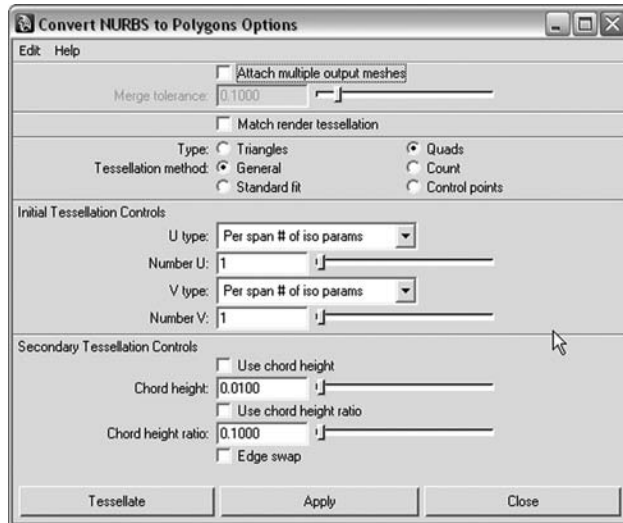 Convert NURBS to Polygons Options
Edit Help
Attach multiple output meshes
Merge tolerance: 0.1000
Match render tessellation
Type: Triangles Quads
Tessellation method: General Count
Standard fit Control points
Initial Tessellation Controls
U type: Per span # of iso params
Number U: 1
V type: Per span # of iso params
Number V: 1
Secondary Tessellation Controls
Use chord height
Chord height: 0.0100
Use chord height ratio
Chord height ratio: 0.1000
Edge swap
Tessellate Apply Close